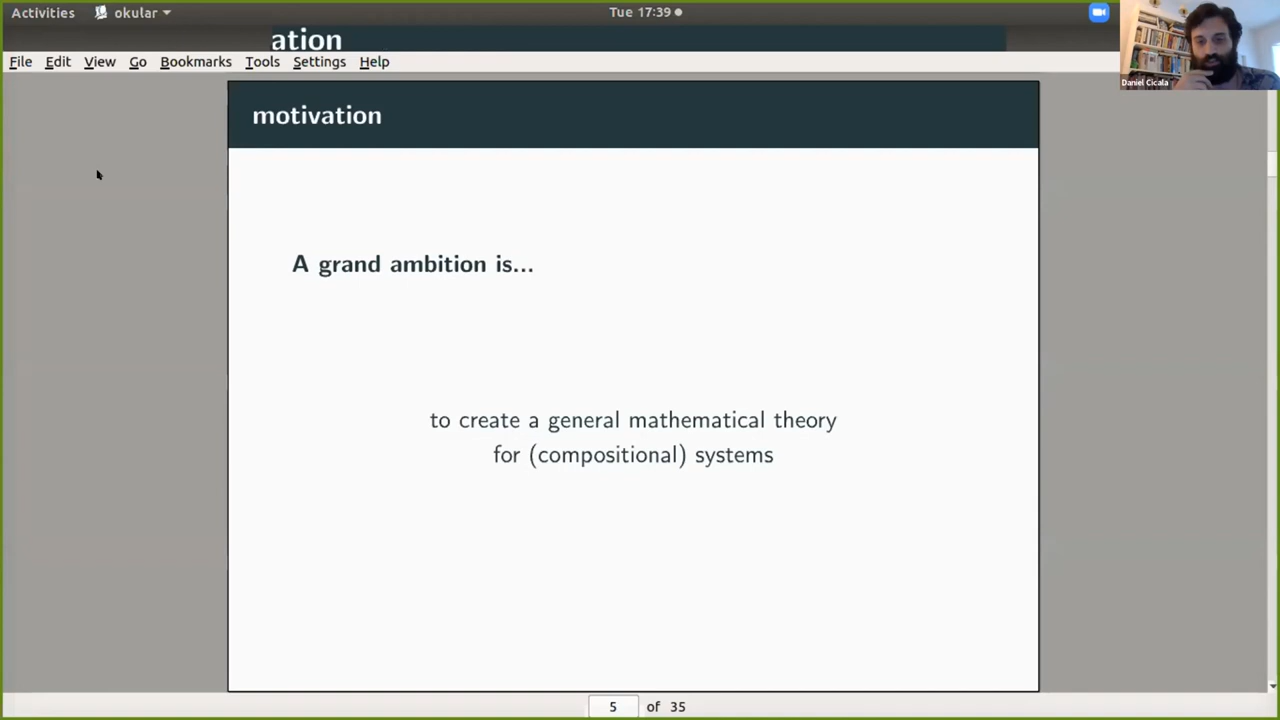 Activities okular Tue 17:39
ation
File Edit View Go Bookmarks Tools Settings Help
Daniel Cicala
motivation
A grand ambition is...
to create a general mathematical theory
for (compositional) systems
5 of 35